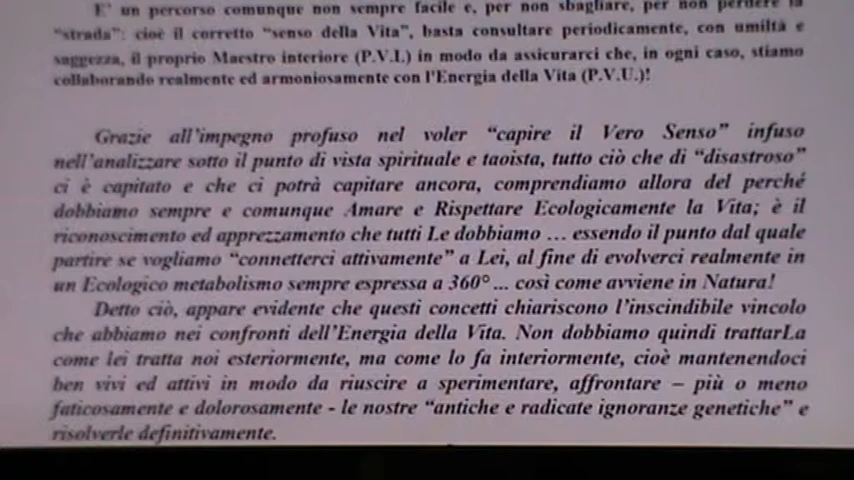 E' un percorso comunque non sempre facile e, per non sbagliare, per non perdere la
"strada": cioè il corretto "senso della Vita", basta consultare periodicamente, con umiltà e
saggezza, il proprio Maestro interiore (P.V.I.) in modo da assicurarci che, in ogni caso, stiamo
collaborando realmente ed armoniosamente con l'Energia della Vita (P.V.U.)!
Grazie all'impegno profuso nel voler "capire il Vero Senso" infuso
nell'analizzare sotto il punto di vista spirituale e taoista, tutto ciò che di "disastroso"
ci è capitato e che ci potrà capitare ancora, comprendiamo allora del perché
dobbiamo sempre e comunque Amare e Rispettare Ecologicamente la Vita; è il
riconoscimento ed apprezzamento che tutti Le dobbiamo … essendo il punto dal quale
partire se vogliamo "connetterci attivamente" a Lei, al fine di evolverci realmente in
un Ecologico metabolismo sempre espressa a 360°... così come avviene in Natura!
Detto ciò, appare evidente che questi concetti chiariscono l'inscindibile vincolo
che abbiamo nei confronti dell'Energia della Vita. Non dobbiamo quindi trattarLa
come lei tratta noi esteriormente, ma come lo fa interiormente, cioè mantenendoci
ben vivi ed attivi in modo da riuscire a sperimentare, affrontare – più o meno
faticosamente e dolorosamente - le nostre "antiche e radicate ignoranze genetiche" e
risolverle definitivamente.